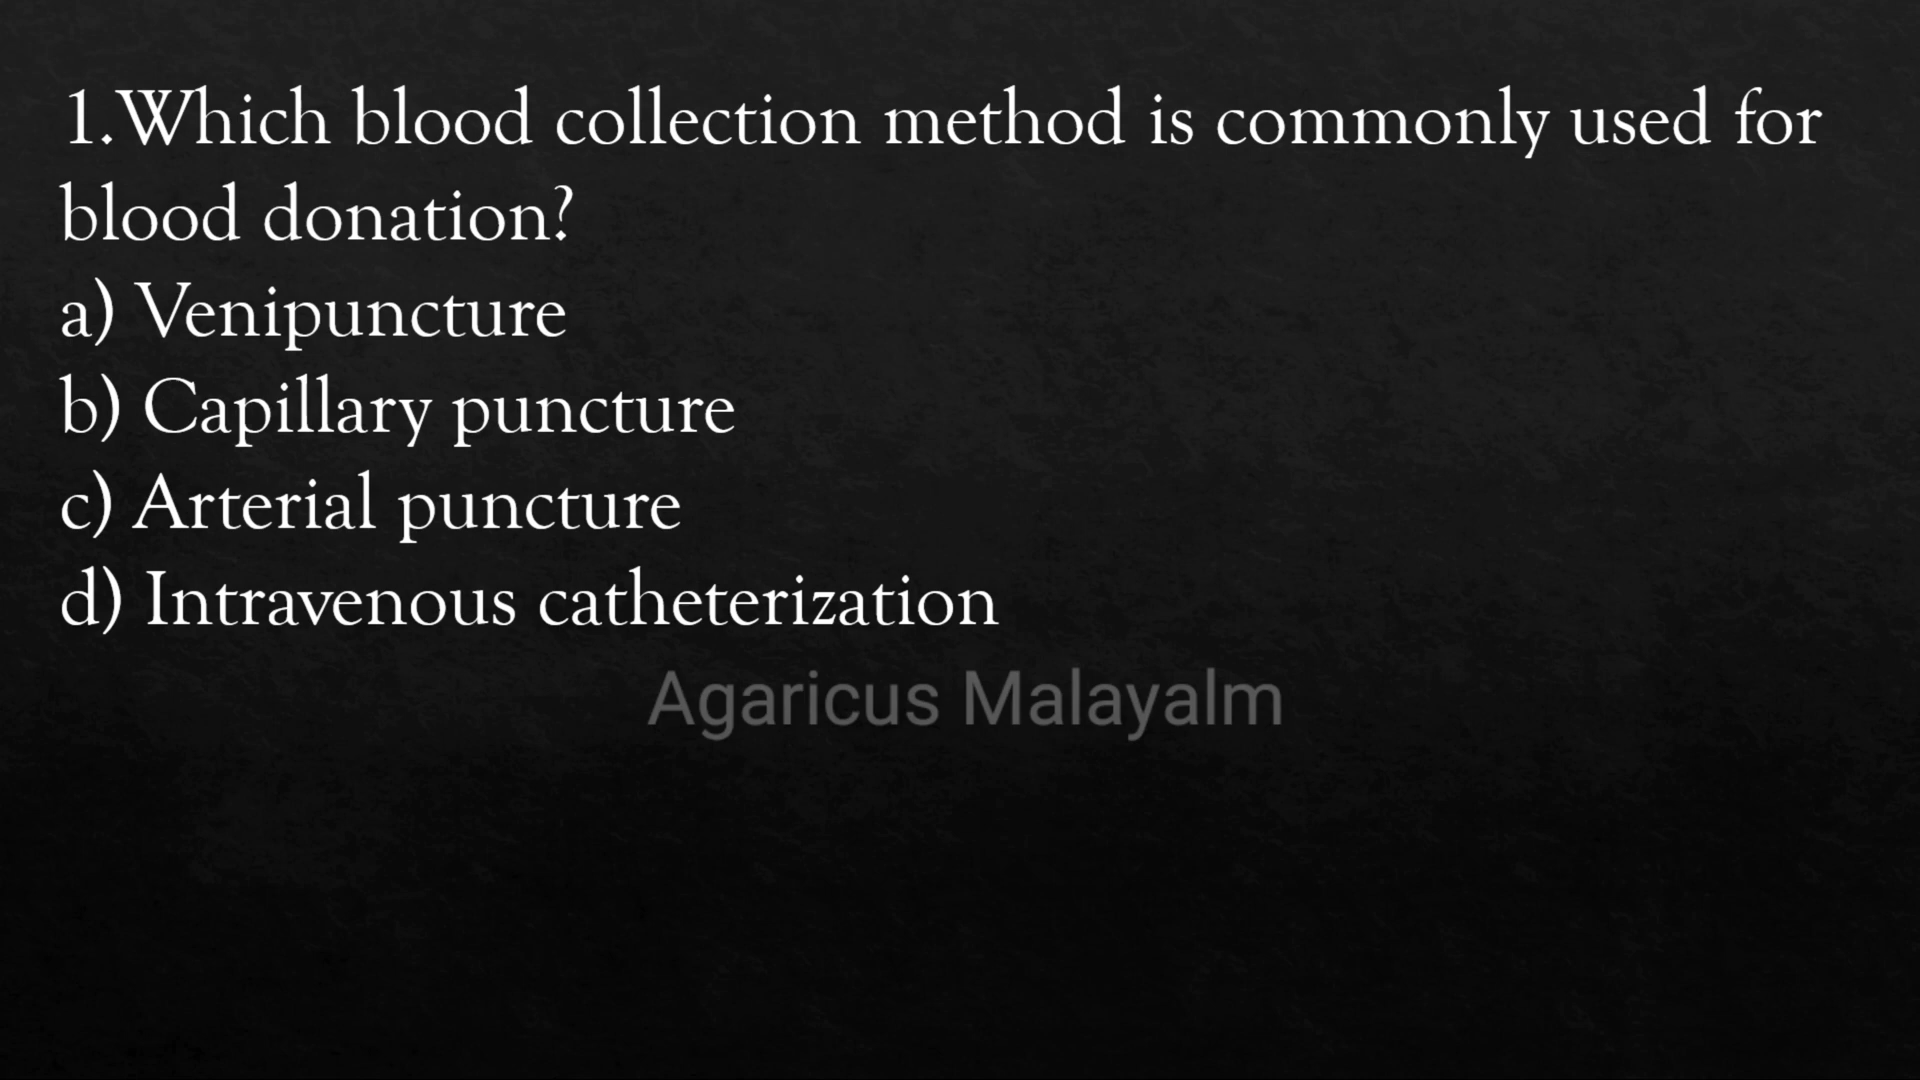 1.Which blood collection method is commonly used for
blood donation?
a) Venipuncture
b) Capillary puncture
c) Arterial puncture
d) Intravenous catheterization
Agaricus Malayalm